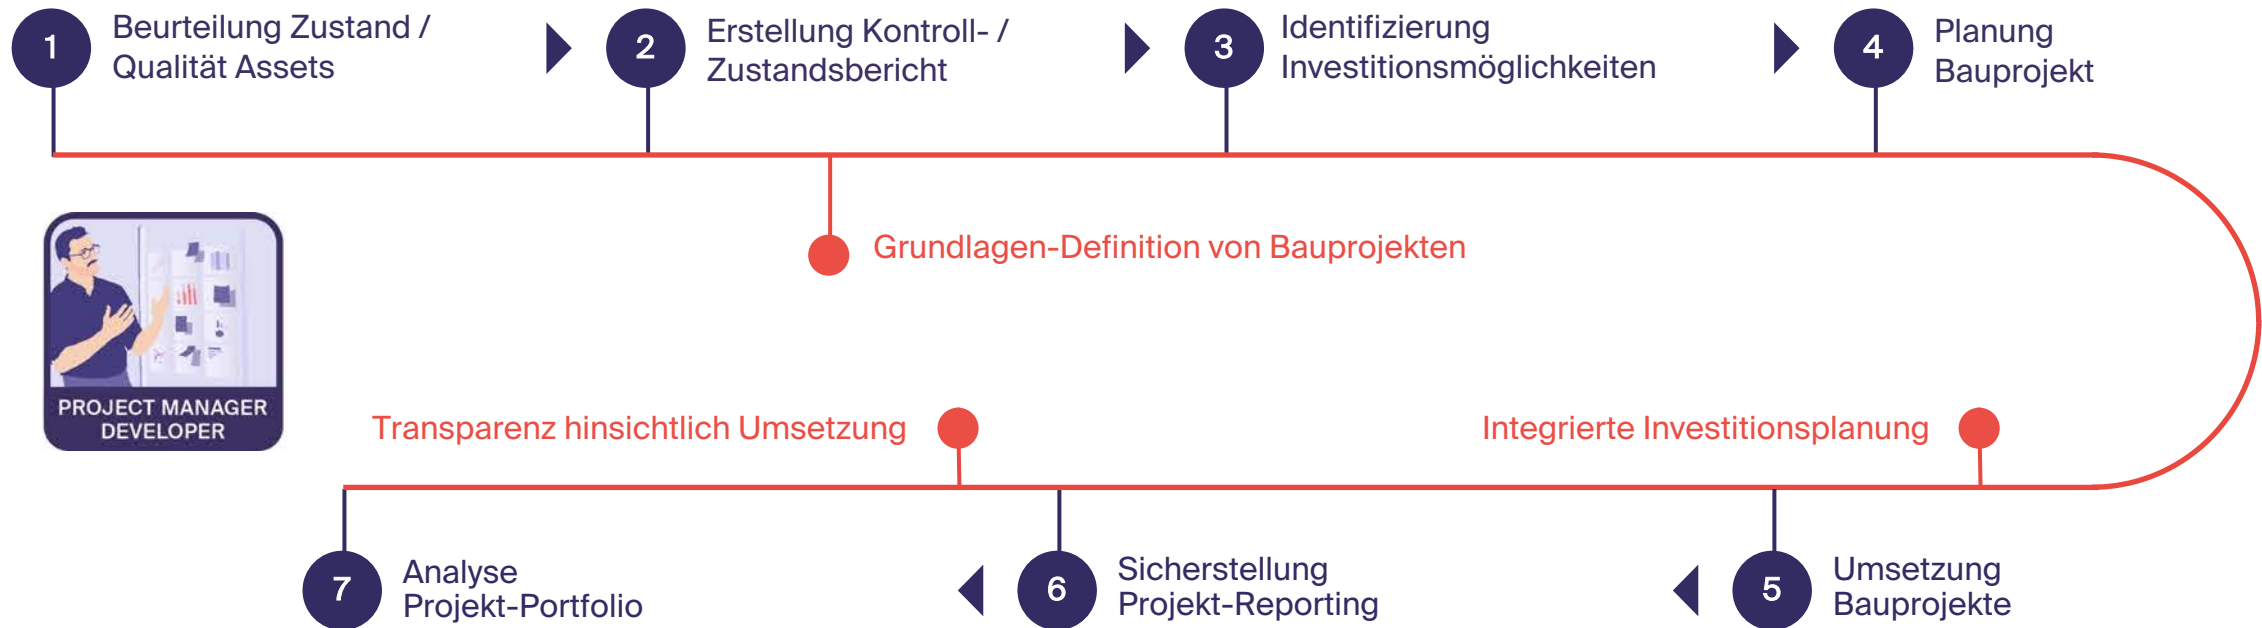 1
Beurteilung Zustand /
Qualität Assets
2
Erstellung Kontroll- /
Zustandsbericht
3
Identifizierung
Investitionsmöglichkeiten
4
Planung
Bauprojekt
Grundlagen-Definition von Bauprojekten
PROJECT MANAGER
DEVELOPER
Transparenz hinsichtlich Umsetzung
Integrierte Investitionsplanung
7
Analyse
Projekt-Portfolio
6
Sicherstellung
Projekt-Reporting
5
Umsetzung
Bauprojekte